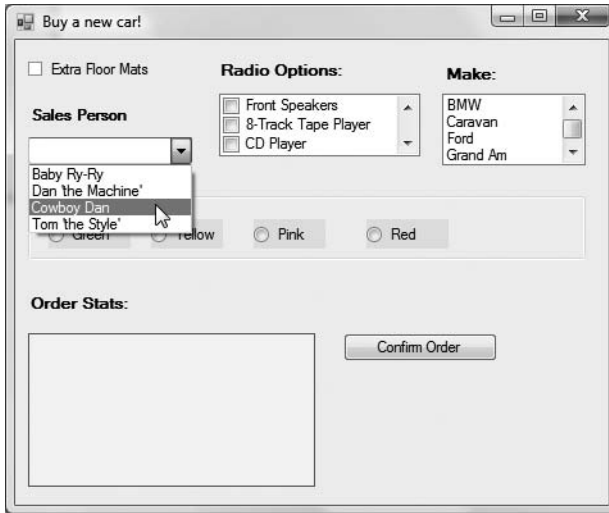 Buy a new car!
Extra Floor Mats
Radio Options:
Make:
Front Speakers
8-Track Tape Player
CD Player
BMW
Caravan
Ford
Grand Am
Sales Person
Baby Ry-Ry
Dan 'the Machine'
Cowboy Dan
Tom 'the Style'
Green
Yellow
Pink
Red
Order Stats:
Confirm Order